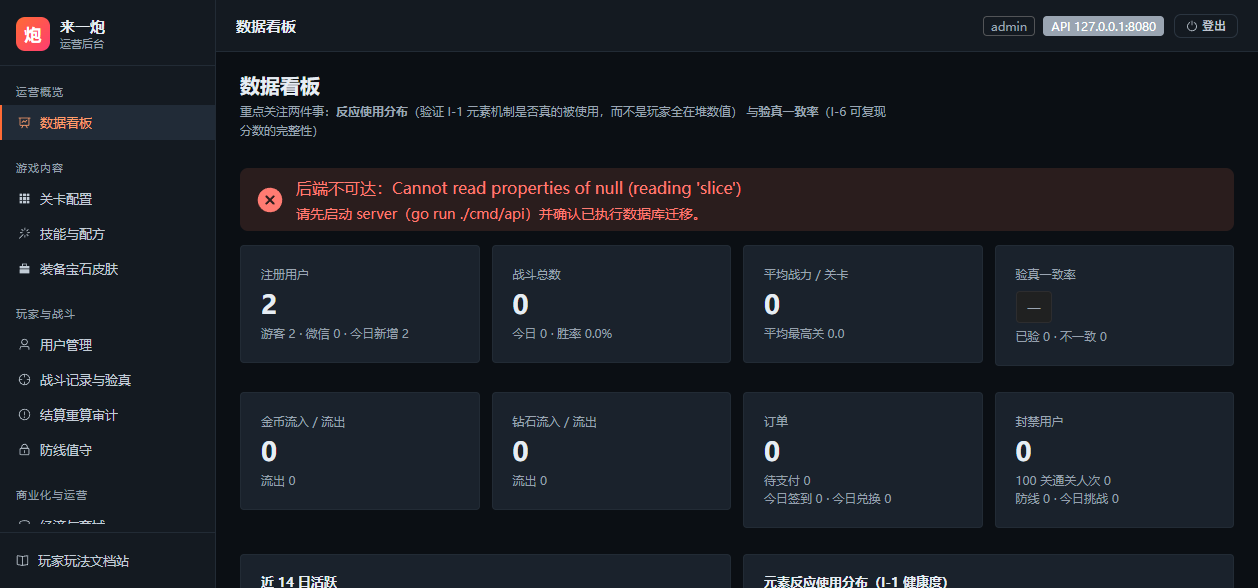 炮
来一炮
运营后台
运营概览
数据看板
游戏内容
关卡配置
技能与配方
装备宝石皮肤
玩家与战斗
用户管理
战斗记录与验真
结算重算审计
防线值守
商业化与运营
经济与商城
玩家玩法文档站
数据看板
admin
API 127.0.0.1:8080
登出
数据看板
重点关注两件事：反应使用分布（验证 I-1 元素机制是否真的被使用，而不是玩家全在堆数值） 与验真一致率（I-6 可复现
分数的完整性）
后端不可达：Cannot read properties of null (reading 'slice')
请先启动 server（go run ./cmd/api）并确认已执行数据库迁移。
注册用户
2
游客 2 · 微信 0 · 今日新增 2
战斗总数
0
今日 0 · 胜率 0.0%
平均战力 / 关卡
0
平均最高关 0.0
验真一致率
—
已验 0 · 不一致 0
金币流入 / 流出
0
流出 0
钻石流入 / 流出
0
流出 0
订单
0
待支付 0
今日签到 0 · 今日兑换 0
封禁用户
0
100 关通关人次 0
防线 0 · 今日挑战 0
近 14 日活跃
元素反应使用分布（I-1 健康度）